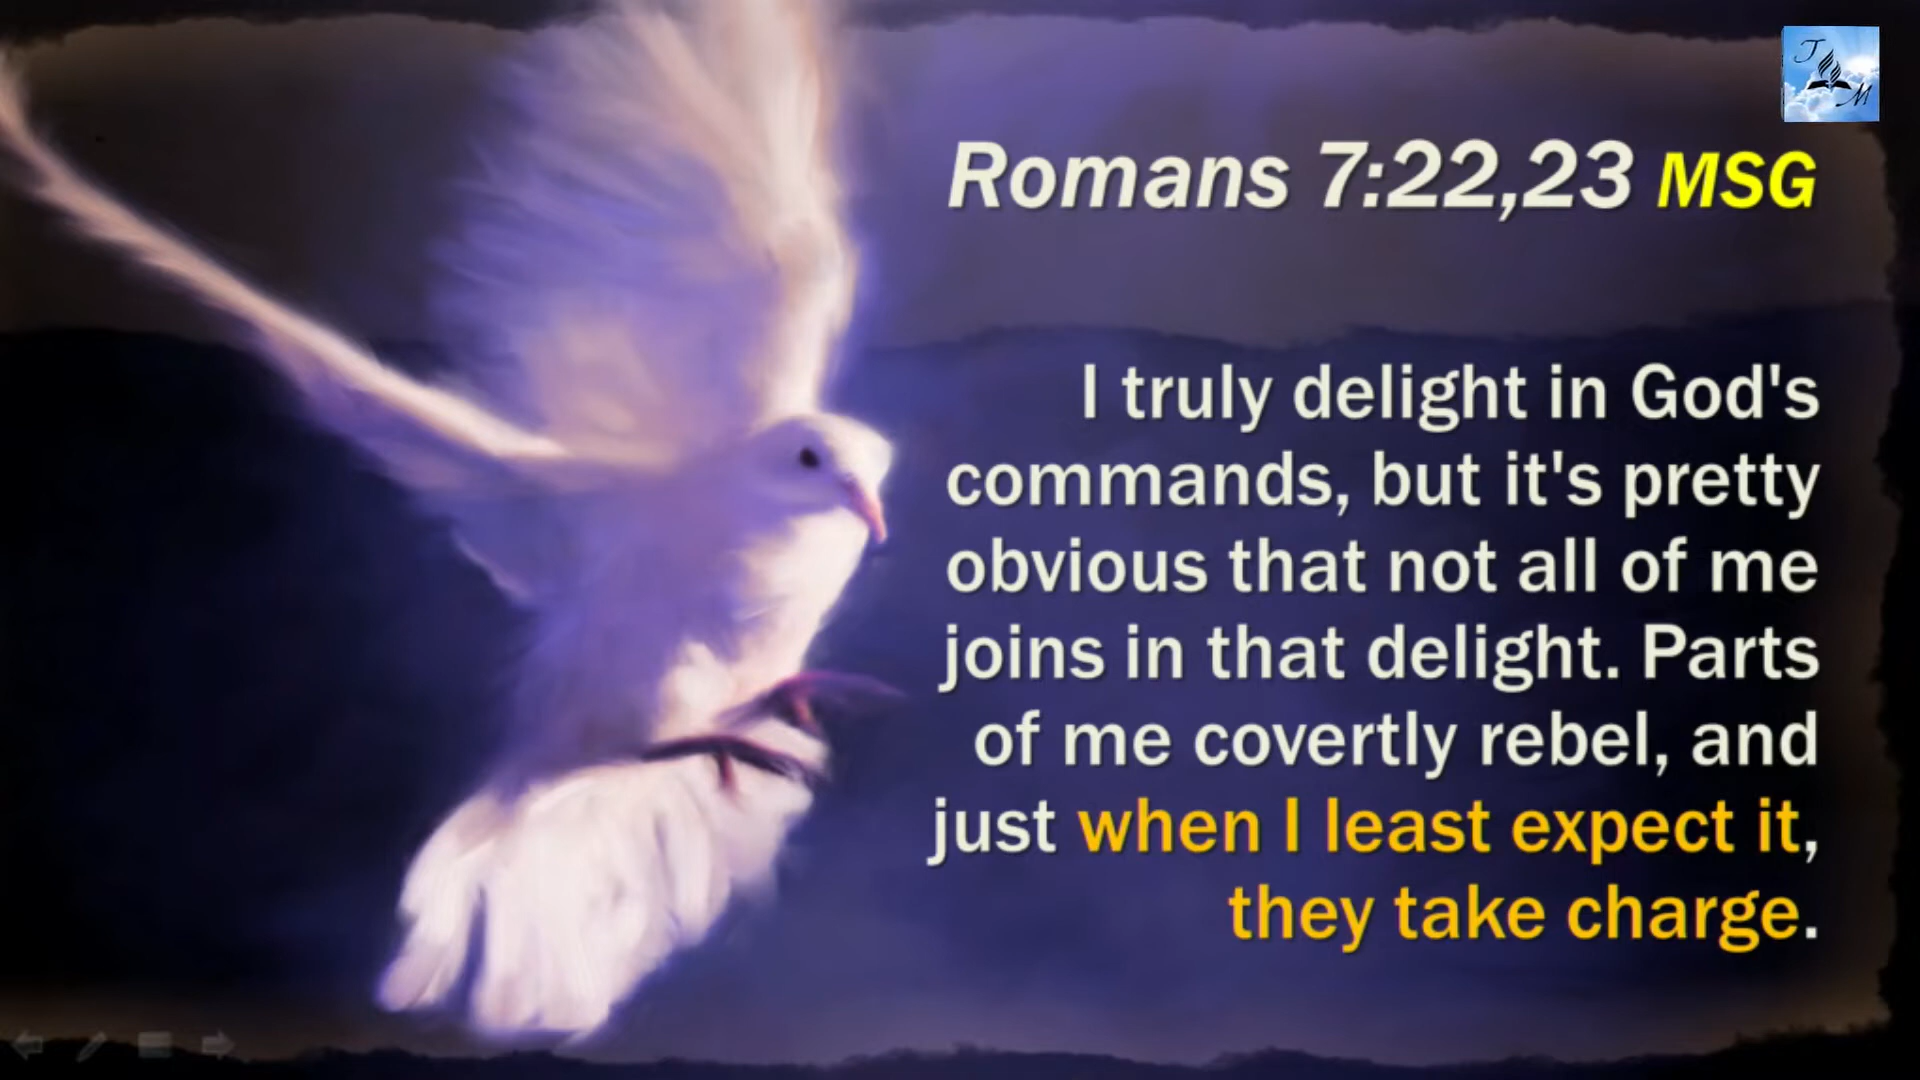 J
M
Romans 7:22,23 MSG
I truly delight in God's
commands, but it's pretty
obvious that not all of me
joins in that delight. Parts
of me covertly rebel, and
just when I least expect it,
they take charge.